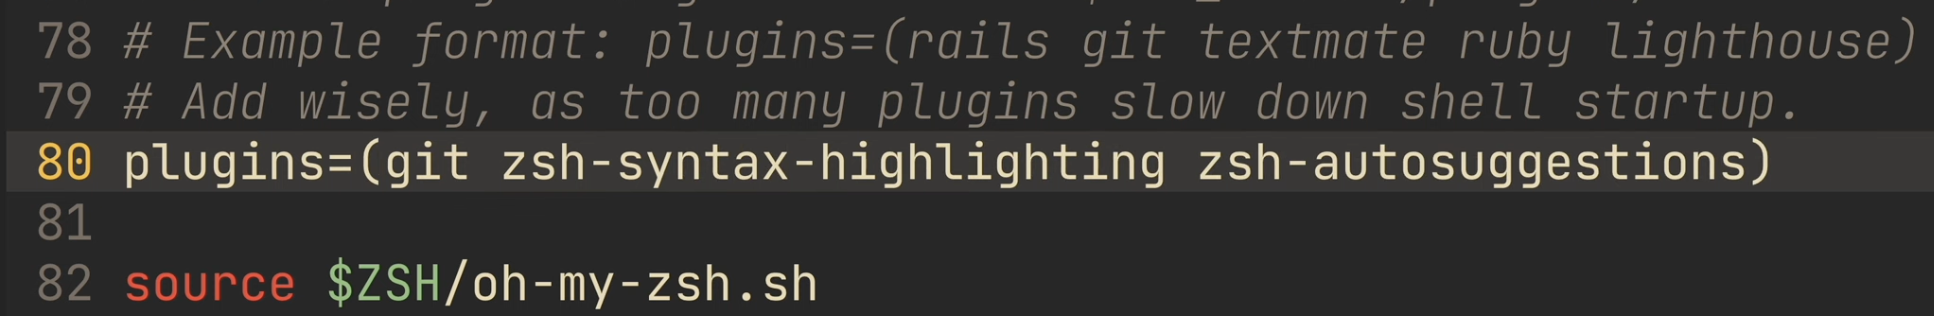 78 # Example format: plugins=(rails git textmate ruby lighthouse)
79 # Add wisely, as too many plugins slow down shell startup.
80 plugins=(git zsh-syntax-highlighting zsh-autosuggestions)
81
82 source $ZSH/oh-my-zsh.sh